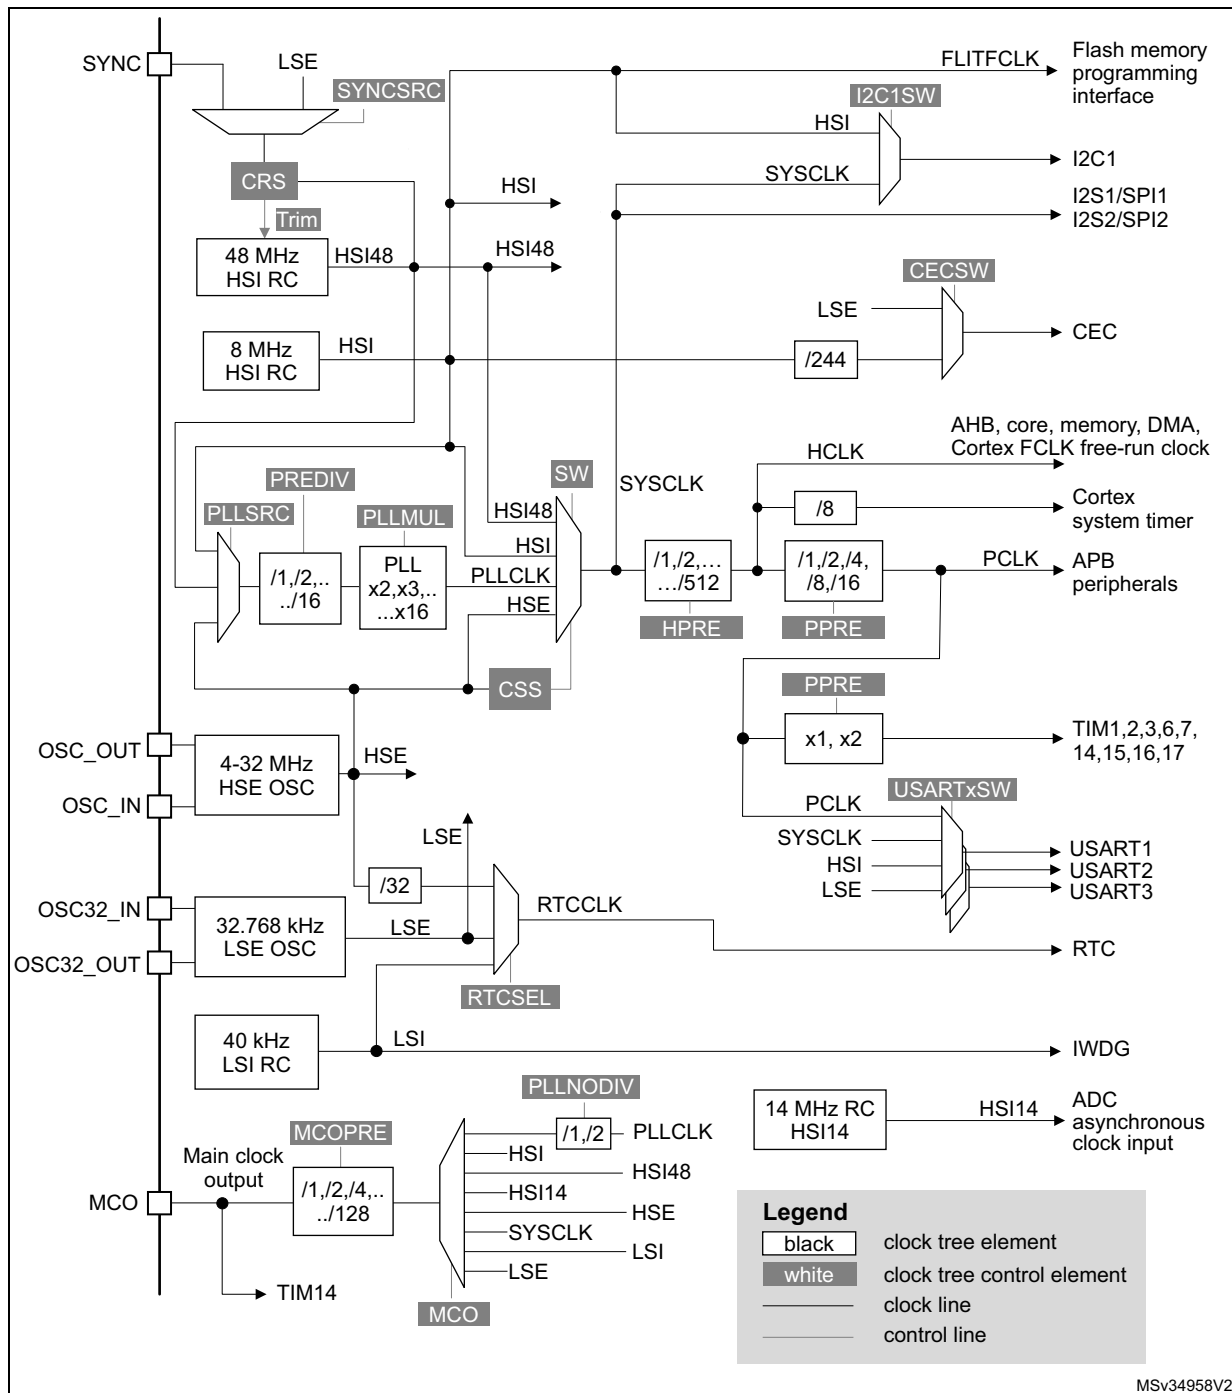 SYNC
LSE
SYNCSRC
FLITFCLK
Flash memory
programming
interface
I2C1SW
HSI
I2C1
SYSCLK
CRS
HSI
I2S1/SPI1
I2S2/SPI2
Trim
48 MHz
HSI RC
HSI48
HSI48
CECSW
LSE
CEC
8 MHz
HSI RC
HSI
/244
AHB, core, memory, DMA,
Cortex FCLK free-run clock
HCLK
SW
SYSCLK
PREDIV
PLLSRC
PLLMUL
HSI48
/8
Cortex
system timer
HSI
/1,/2,..
../16
PLL
x2,x3,..
...x16
PLLCLK
HSE
/1,/2,…
…/512
/1,/2,/4,
/8,/16
PCLK
APB
peripherals
HPRE
PPRE
CSS
PPRE
OSC_OUT
4-32 MHz
HSE OSC
HSE
x1, x2
TIM1,2,3,6,7,
14,15,16,17
OSC_IN
USARTxSW
PCLK
LSE
SYSCLK
HSI
LSE
USART1
USART2
USART3
/32
OSC32_IN
32.768 kHz
LSE OSC
LSE
RTCCLK
RTC
OSC32_OUT
RTCSEL
40 kHz
LSI RC
LSI
IWDG
PLLNODIV
14 MHz RC
HSI14
HSI14
ADC
asynchronous
clock input
MCOPRE
/1,/2
PLLCLK
Main clock
output
HSI
HSI48
MCO
/1,/2,/4,..
../128
HSI14
HSE
SYSCLK
LSI
LSE
TIM14
MCO
Legend
black
clock tree element
white
clock tree control element
clock line
control line
MSv34958V2